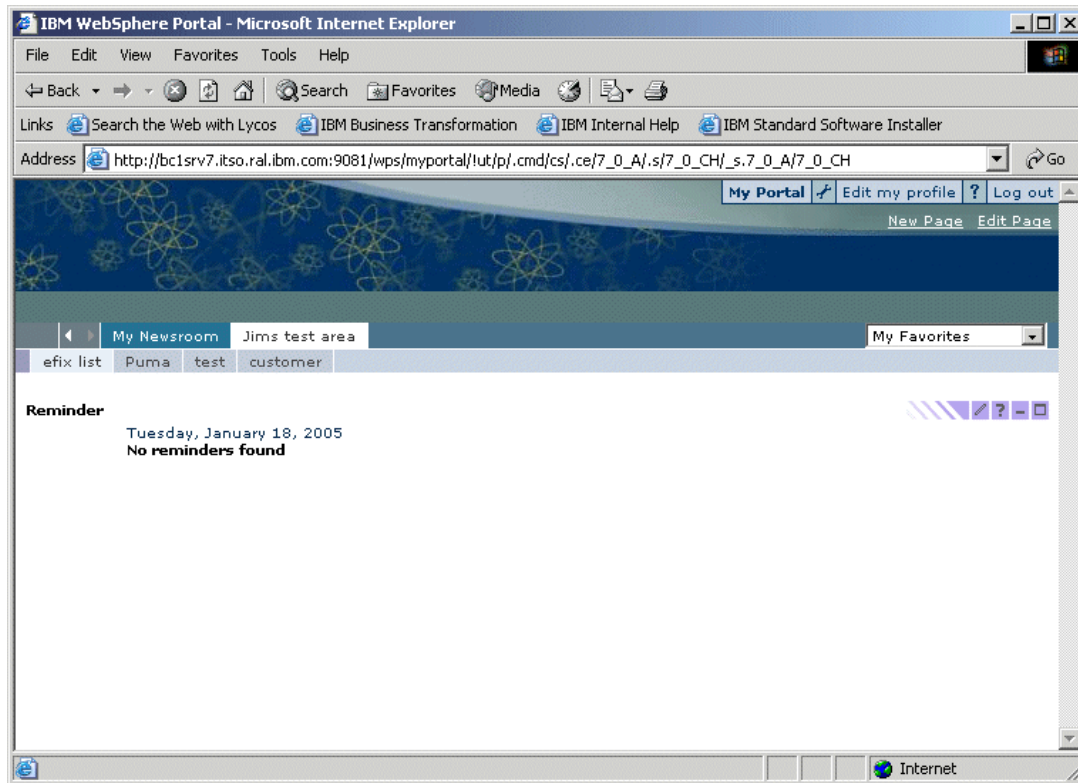 IBM WebSphere Portal - Microsoft Internet Explorer
File Edit View Favorites Tools Help
Back Search Favorites Media
Links Search the Web with Lycos IBM Business Transformation IBM Internal Help IBM Standard Software Installer
Address http://bc1srv7.itso.ral.ibm.com:9081/wps/myportal/!ut/p/.cmd/cs/.ce/7_0_A/.s/7_0_CH/_s.7_0_A/7_0_CH Go
My Portal Edit my profile ? Log out
New Page Edit Page
My Newsroom Jims test area My Favorites
efix list Puma test customer
Reminder ?
Tuesday, January 18, 2005
No reminders found
Internet